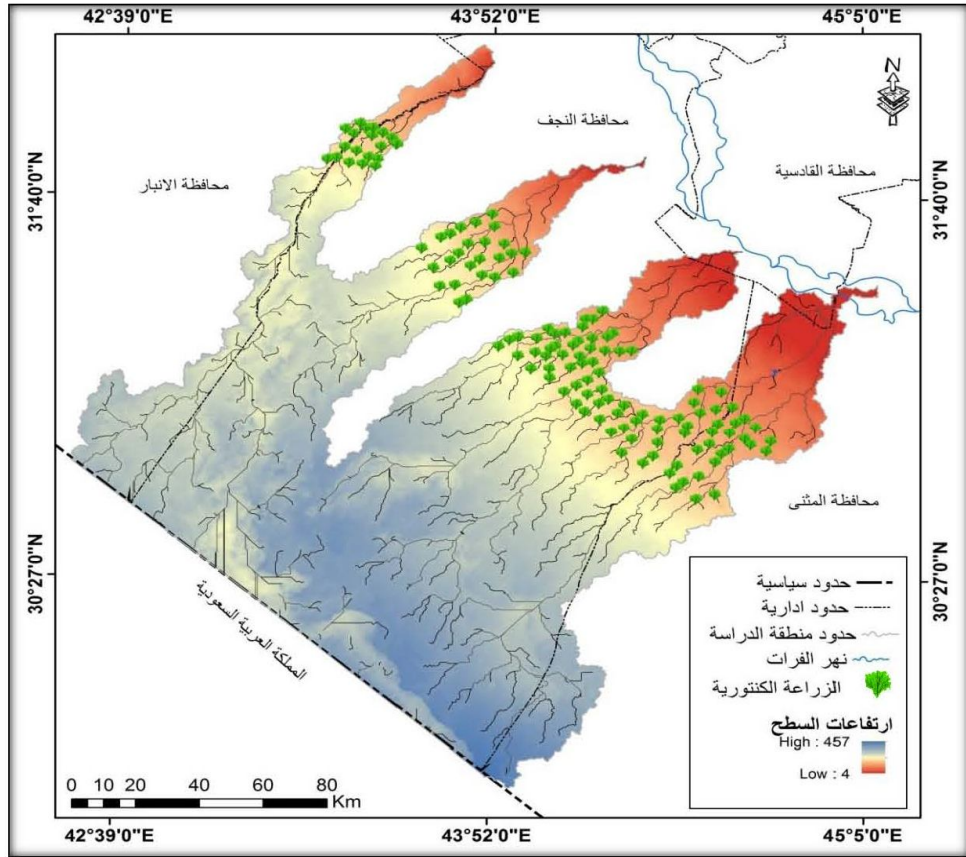 42°39'0"E
43°52'0"E
45°5'0"E
N
محافظة النجف
محافظة القادسية
محافظة الانبار
31°40'0"N
31°40'0"N
محافظة المثنى
30°27'0"N
30°27'0"N
المملكة العربية السعودية
حدود سياسية
حدود ادارية
حدود منطقة الدراسة
نهر الفرات
الزراعة الكنتورية
ارتفاعات السطح
High : 457
Low : 4
0 10 20 40 60 80
Km
42°39'0"E
43°52'0"E
45°5'0"E